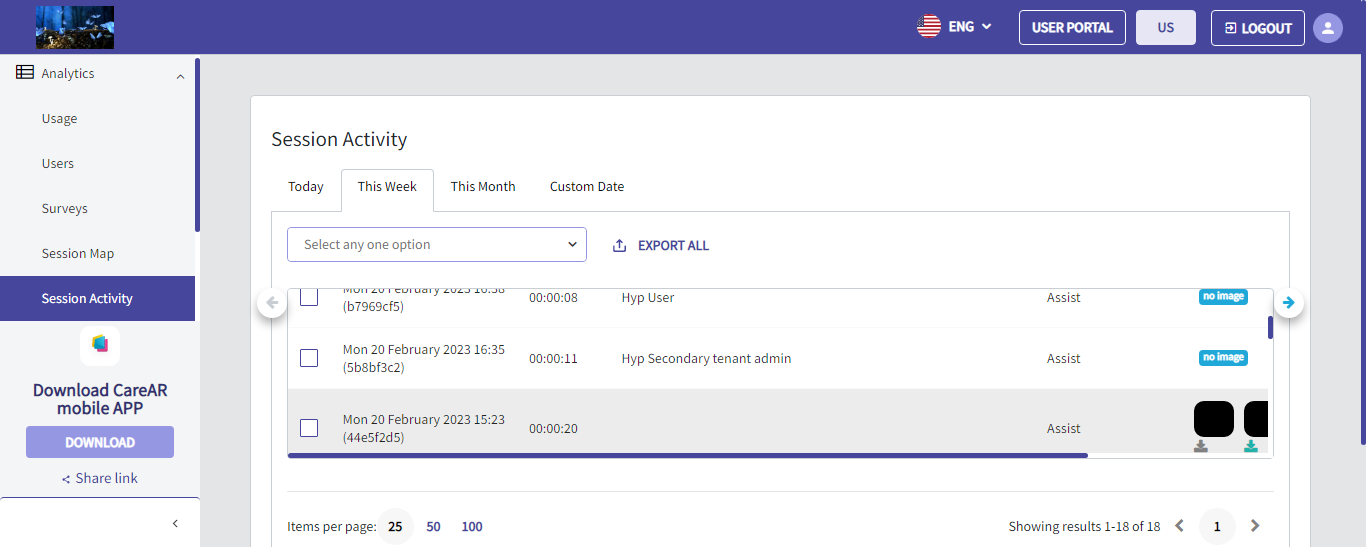 ENG
USER PORTAL
US
LOGOUT
Analytics
Usage
Users
Surveys
Session Map
Session Activity
Download CareAR
mobile APP
DOWNLOAD
Share link
Session Activity
Today
This Week
This Month
Custom Date
Select any one option
EXPORT ALL
Mon 20 February 2023 16:38
(b7969cf5)
00:00:08
Hyp User
Assist
no image
Mon 20 February 2023 16:35
(5b8bf3c2)
00:00:11
Hyp Secondary tenant admin
Assist
no image
Mon 20 February 2023 15:23
(44e5f2d5)
00:00:20
Assist
Items per page: 25 50 100
Showing results 1-18 of 18
1